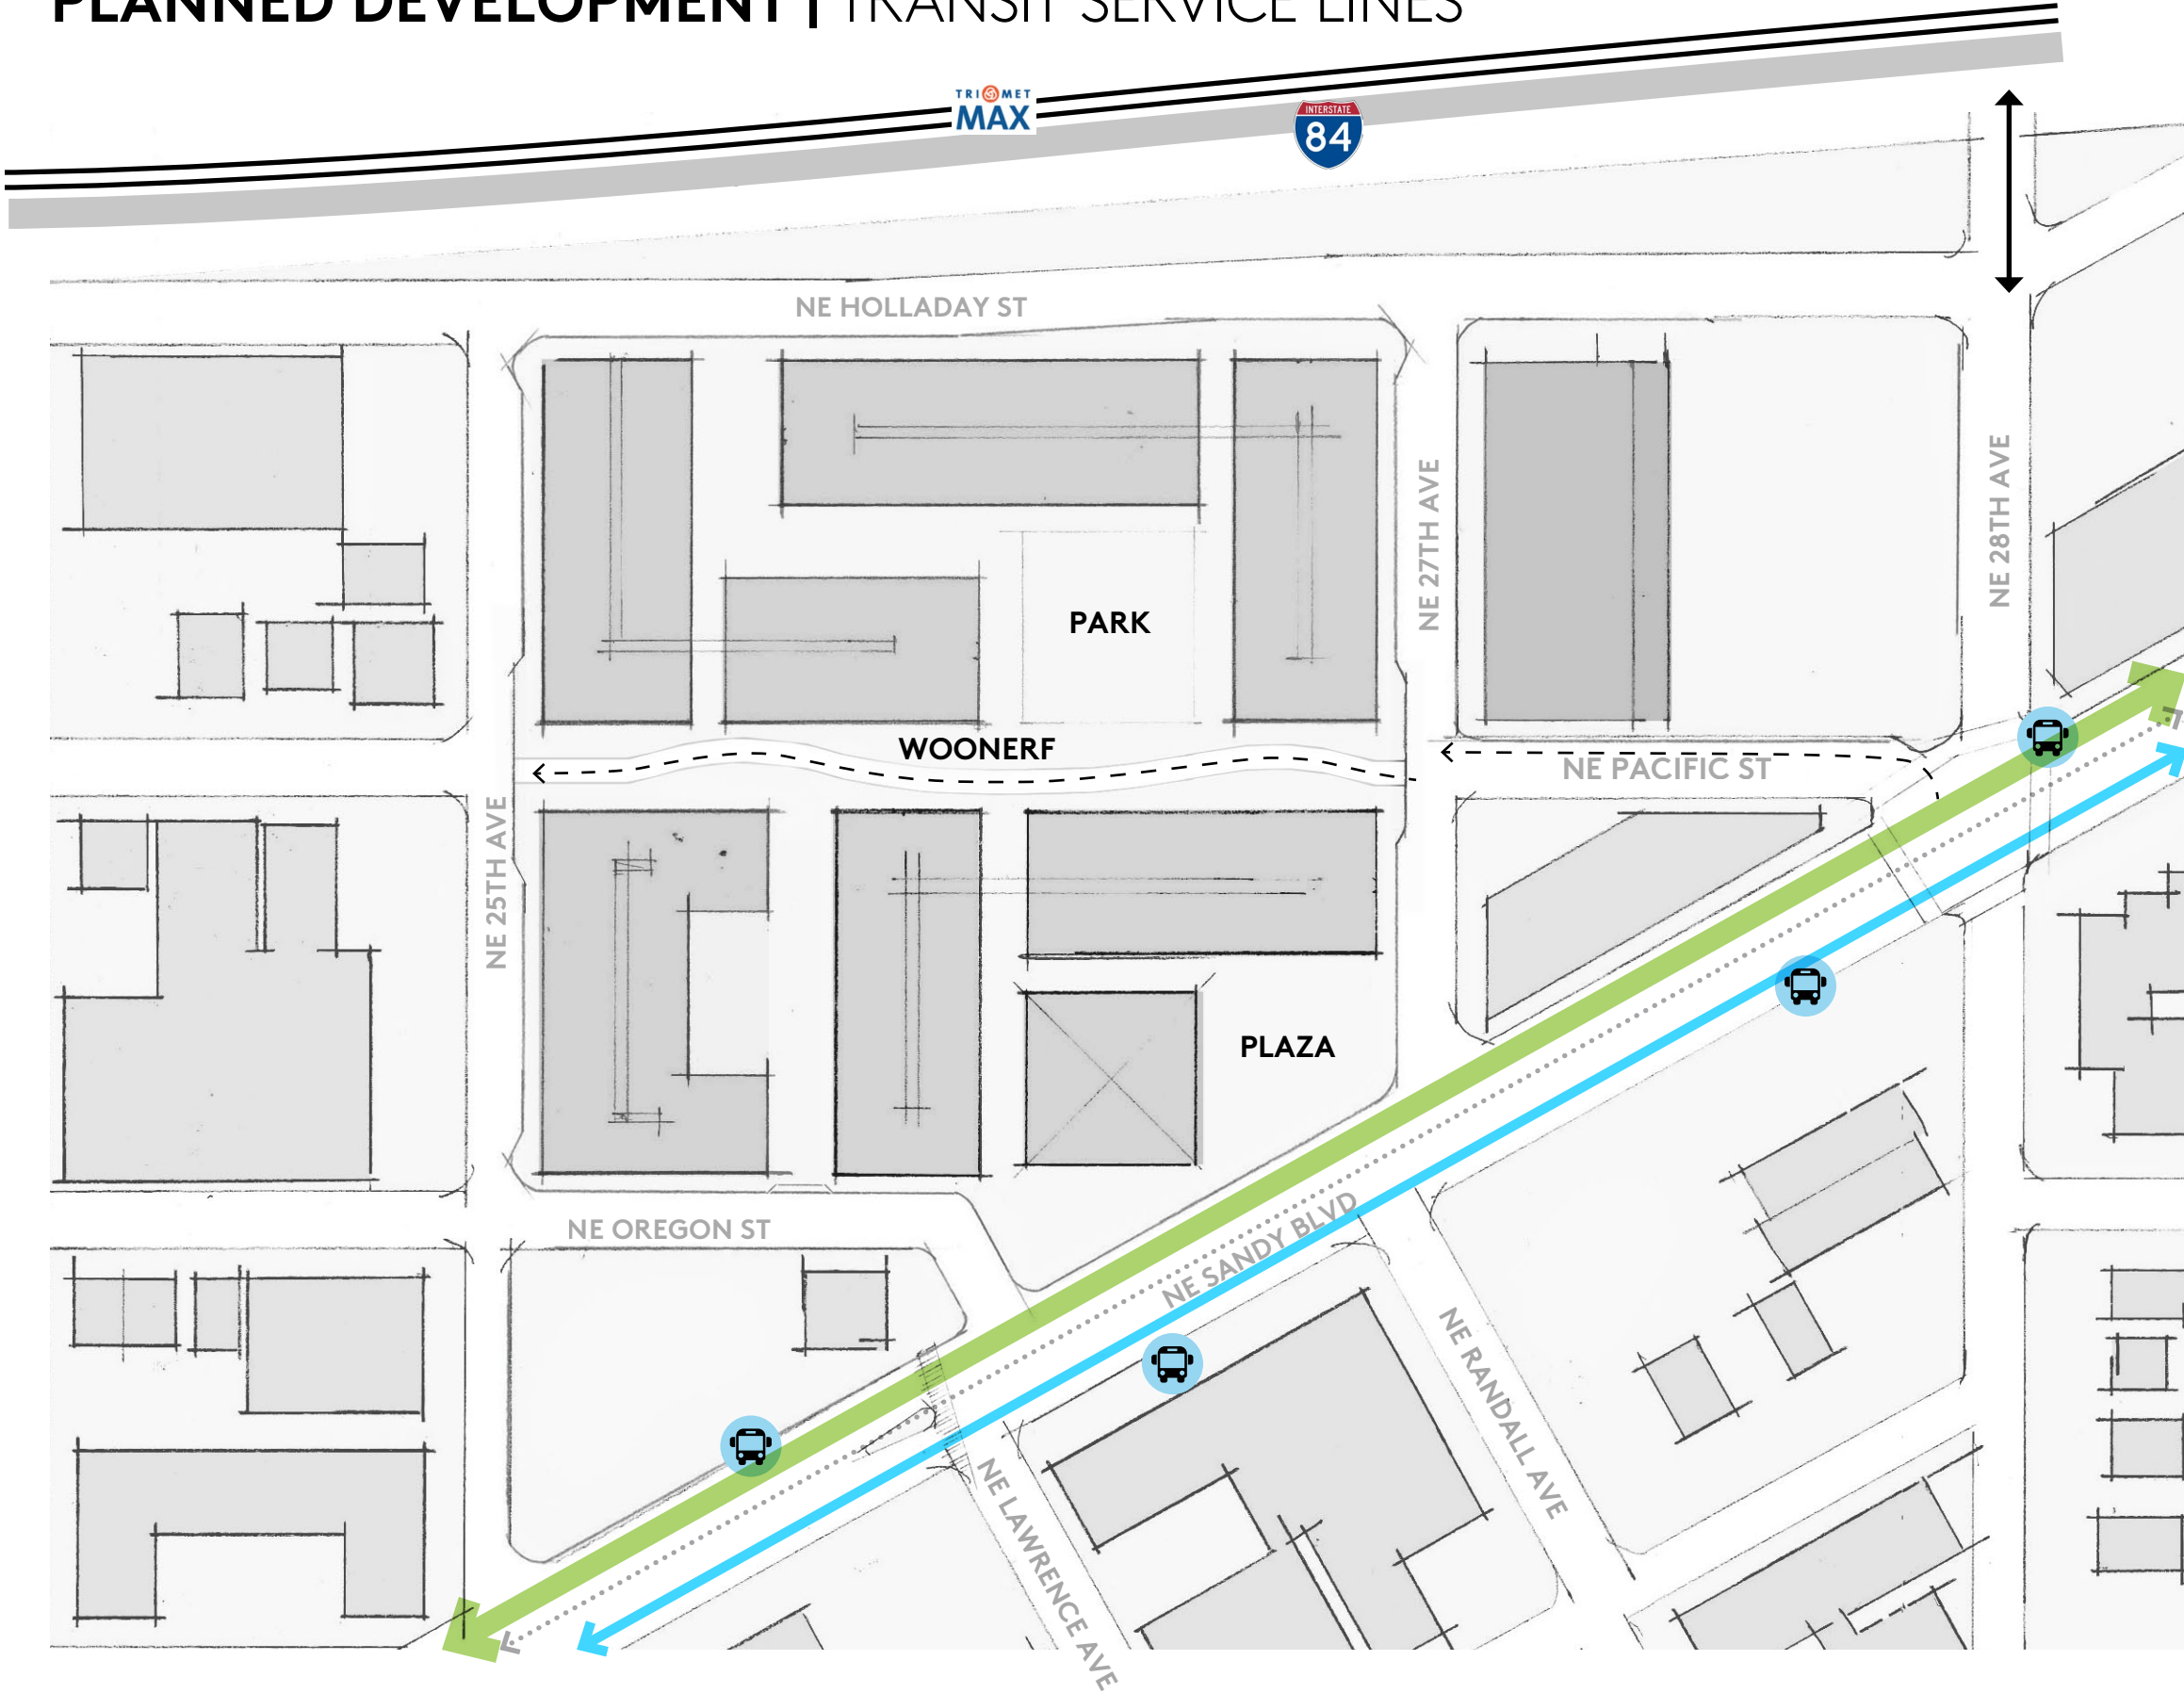 PLANNED DEVELOPMENT | TRANSIT SERVICE LINES
TRI MET
MAX
INTERSTATE
84
NE HOLLADAY ST
NE 27TH AVE
NE 28TH AVE
PARK
WOONERF
NE PACIFIC ST
NE 25TH AVE
PLAZA
NE OREGON ST
NE SANDY BLVD
NE RANDALL AVE
NE LAWRENCE AVE